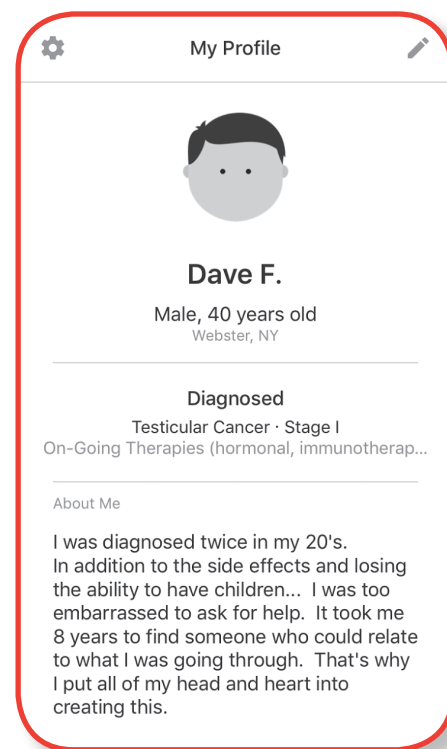 My Profile
Dave F.
Male, 40 years old
Webster, NY
Diagnosed
Testicular Cancer · Stage I
On-Going Therapies (hormonal, immunotherap...
About Me
I was diagnosed twice in my 20's.
In addition to the side effects and losing
the ability to have children...  I was too
embarrassed to ask for help.  It took me
8 years to find someone who could relate
to what I was going through.  That's why
I put all of my head and heart into
creating this.